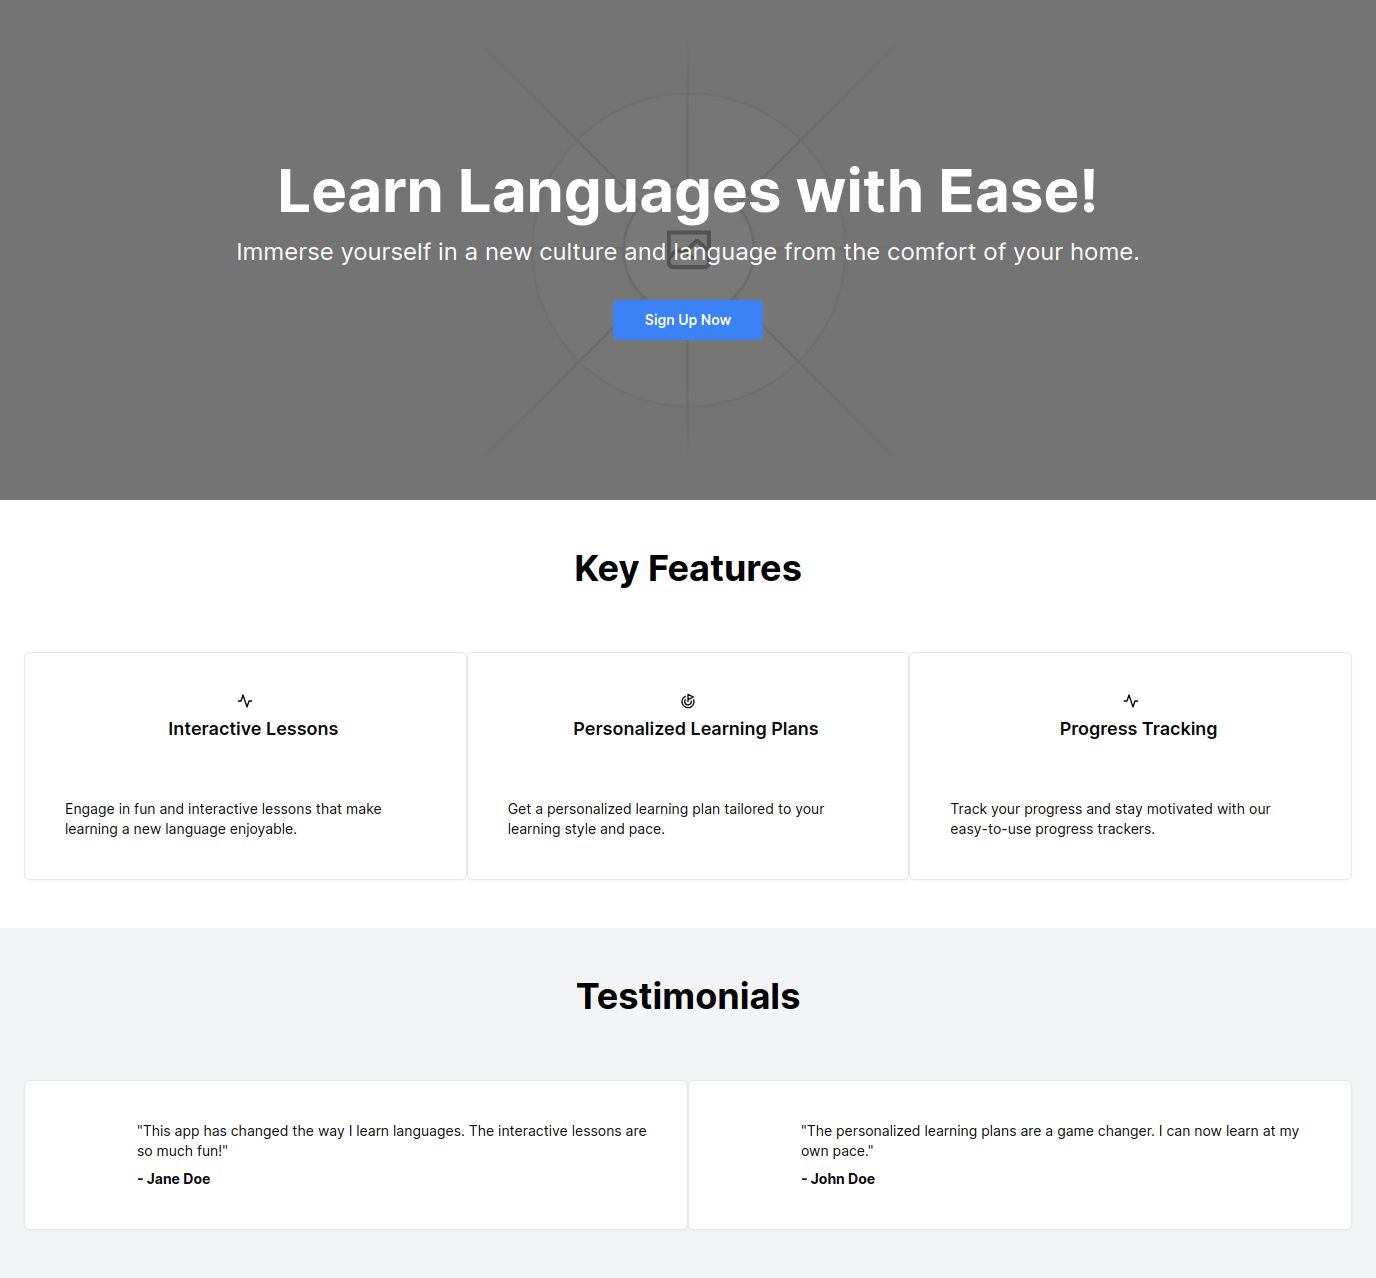 Learn Languages with Ease!
Immerse yourself in a new culture and language from the comfort of your home.
Sign Up Now
Key Features
Interactive Lessons
Engage in fun and interactive lessons that make
learning a new language enjoyable.
Personalized Learning Plans
Get a personalized learning plan tailored to your
learning style and pace.
Progress Tracking
Track your progress and stay motivated with our
easy-to-use progress trackers.
Testimonials
"This app has changed the way I learn languages. The interactive lessons are
so much fun!"
- Jane Doe
"The personalized learning plans are a game changer. I can now learn at my
own pace."
- John Doe